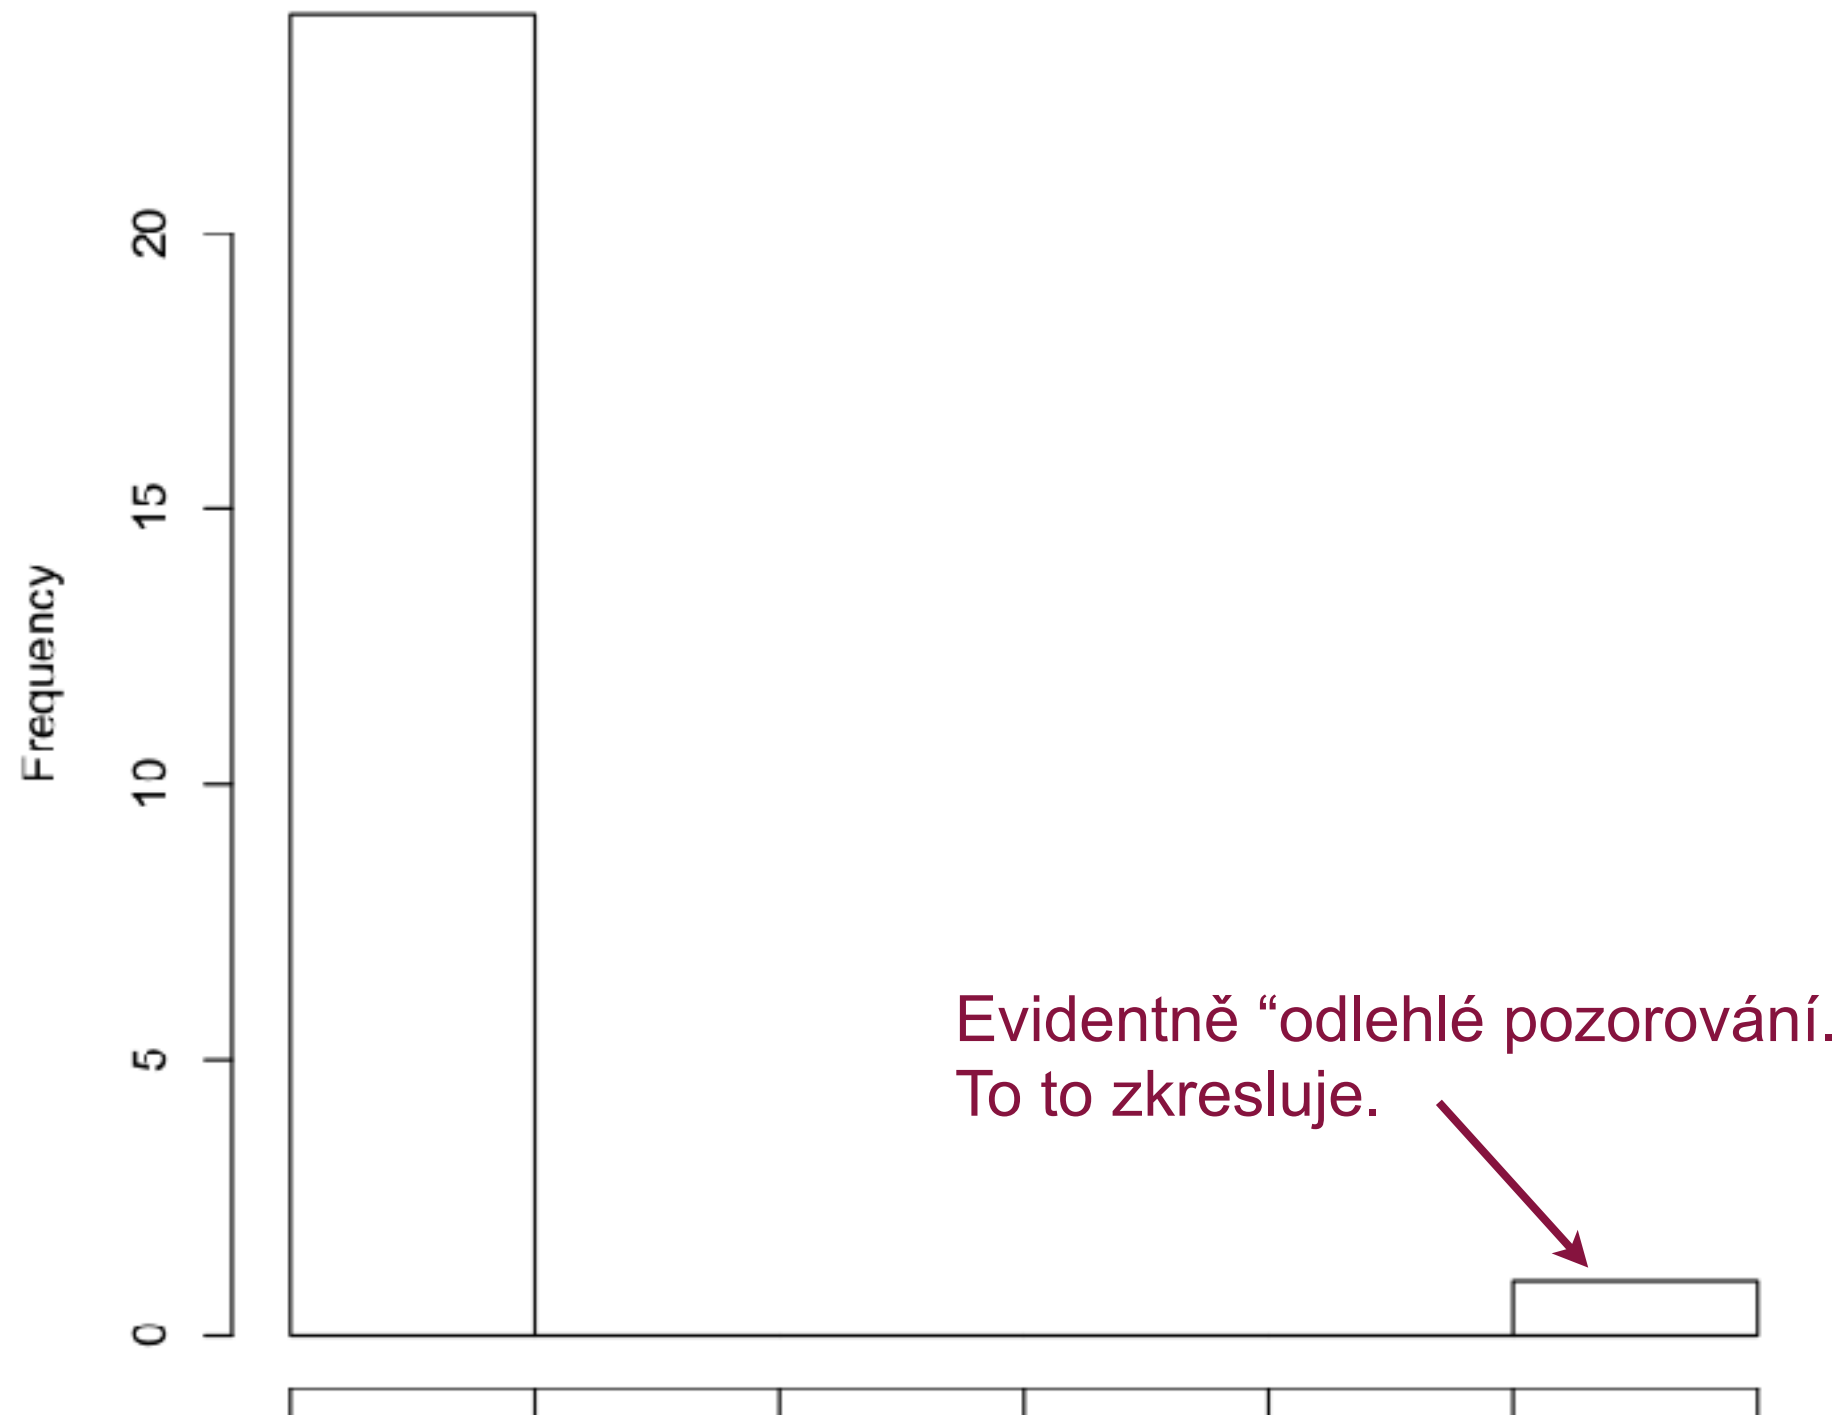 20
15
10
5
0
Frequency
Evidentně “odlehlé pozorování.
To to zkresluje.